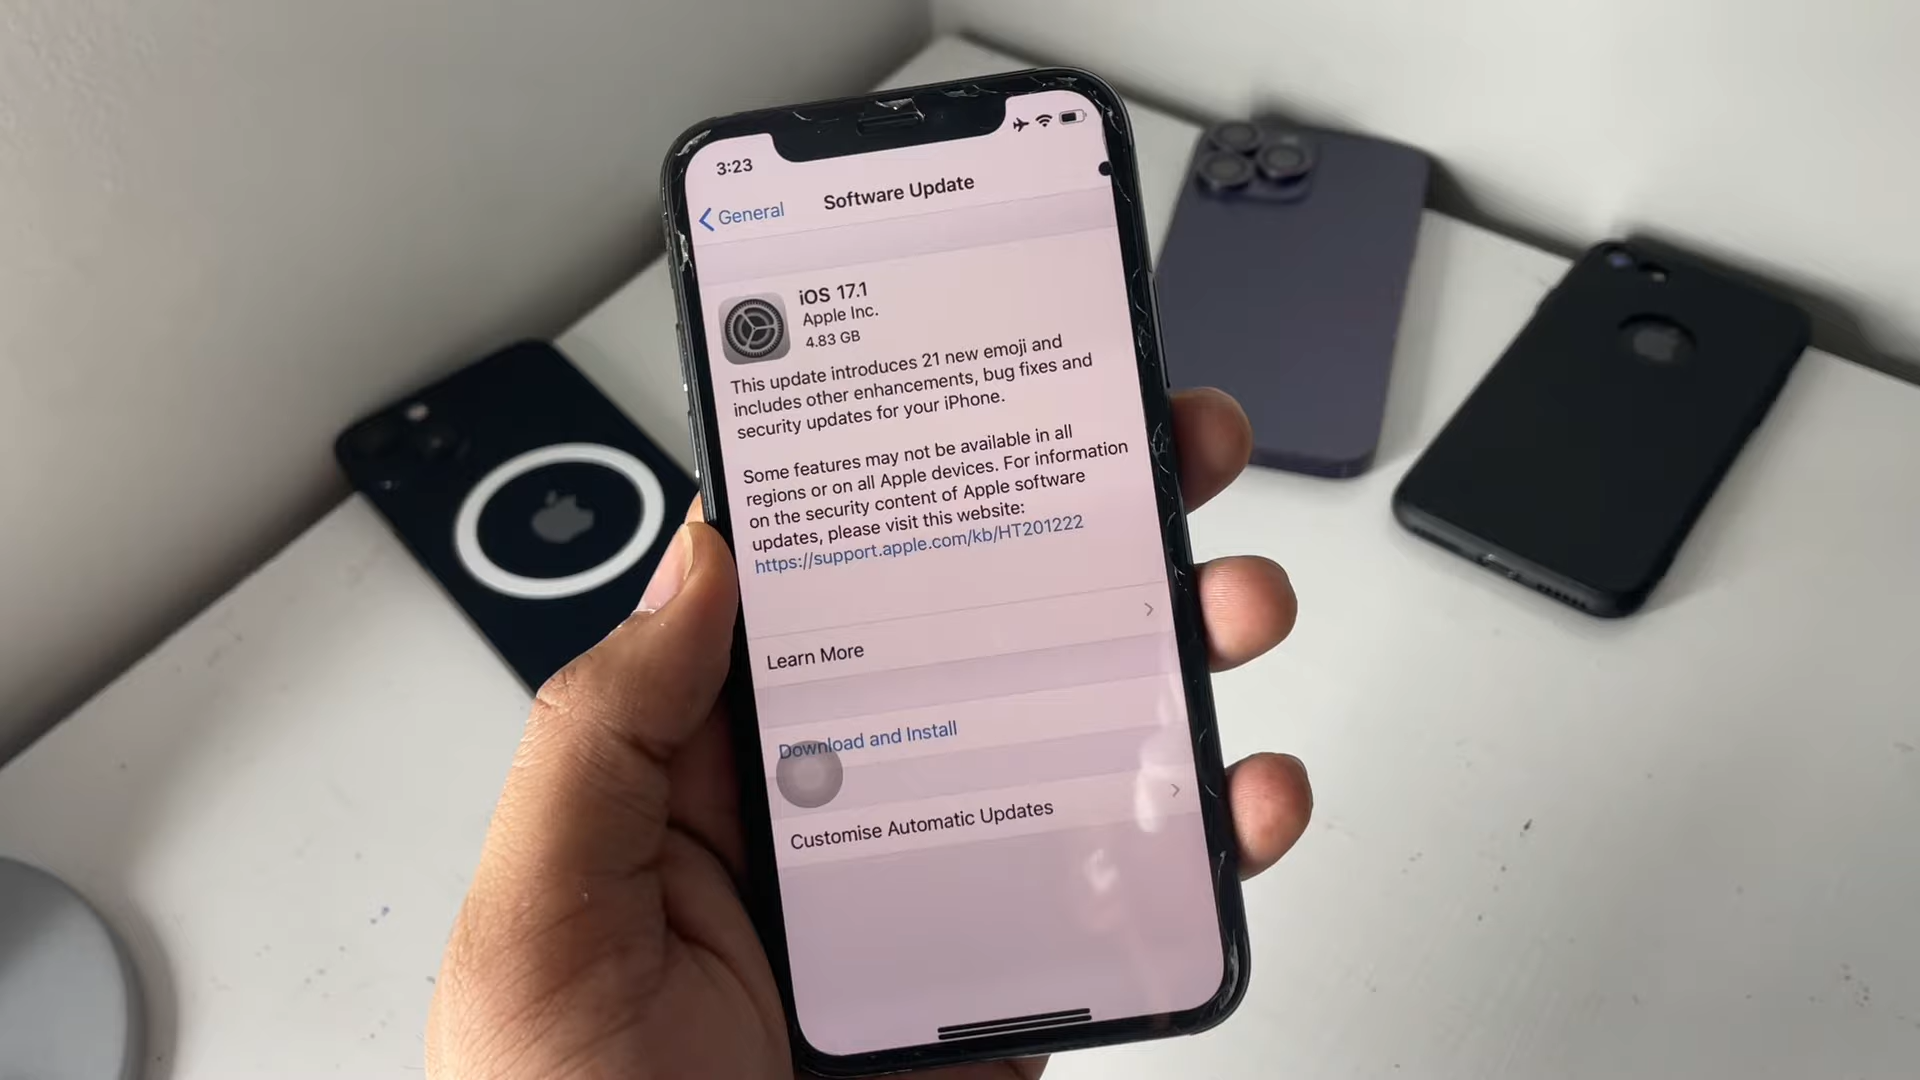 3:23
General
Software Update
iOS 17.1
Apple Inc.
4.83 GB
This update introduces 21 new emoji and
includes other enhancements, bug fixes and
security updates for your iPhone.
Some features may not be available in all
regions or on all Apple devices. For information
on the security content of Apple software
updates, please visit this website:
https://support.apple.com/kb/HT201222
Learn More
Download and Install
Customise Automatic Updates